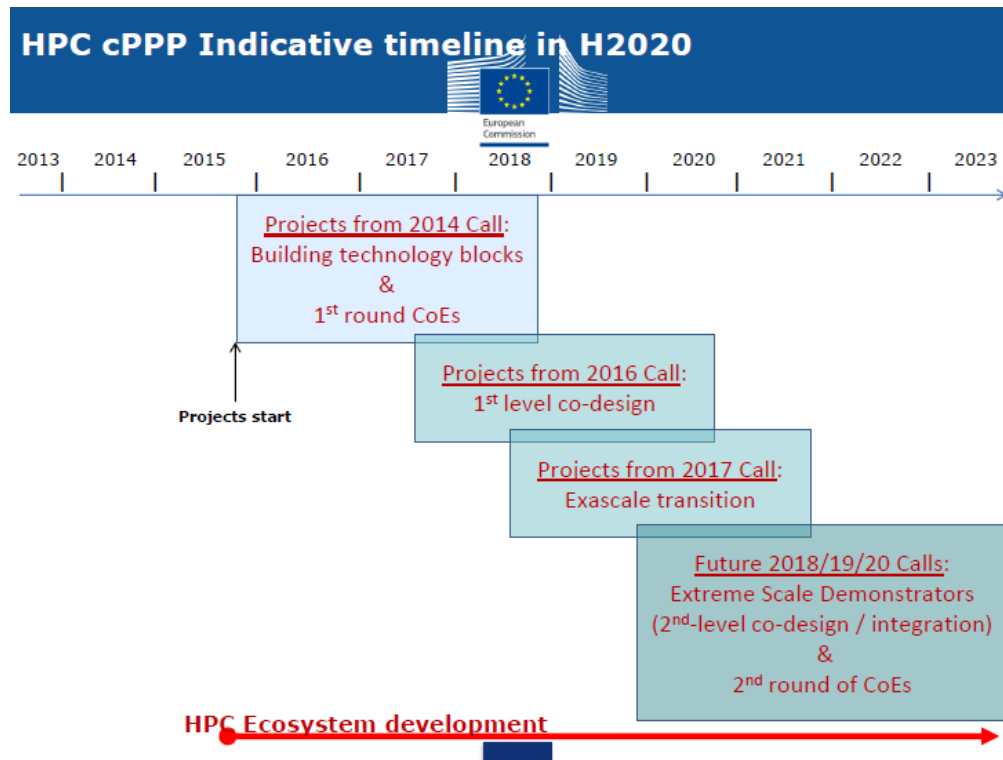 HPC cPPP Indicative timeline in H2020
European
Commission
2013 2014 2015 2016 2017 2018 2019 2020 2021 2022 2023
Projects from 2014 Call:
Building technology blocks
&
1st round CoEs
Projects from 2016 Call:
1st level co-design
Projects start
Projects from 2017 Call:
Exascale transition
Future 2018/19/20 Calls:
Extreme Scale Demonstrators
(2nd-level co-design / integration)
&
2nd round of CoEs
HPC Ecosystem development